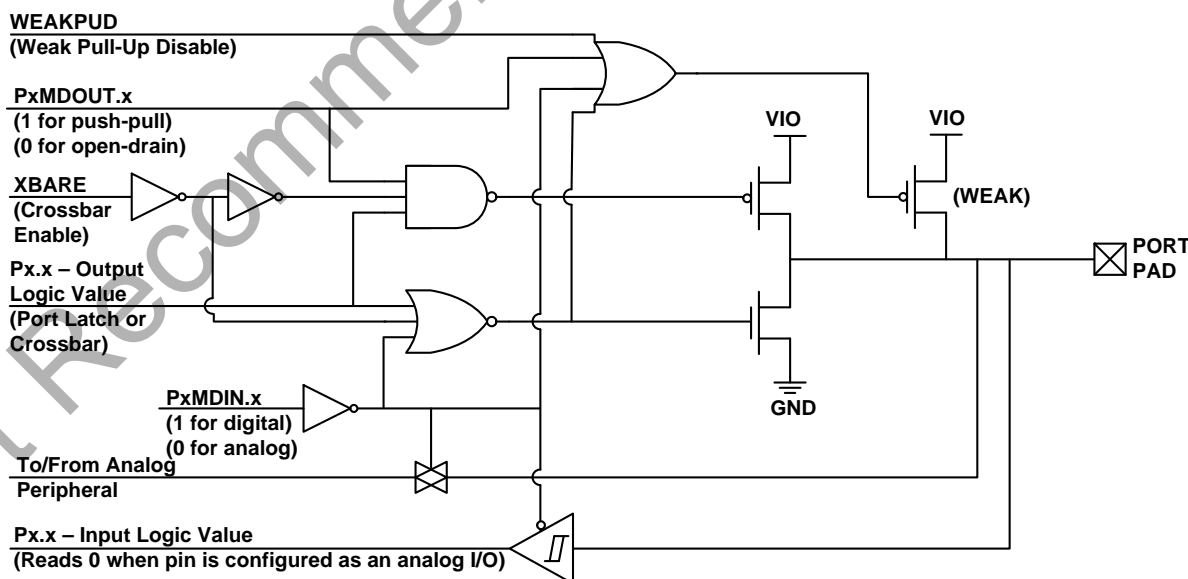 WEAKPUD
(Weak Pull-Up Disable)
PxMDOUT.x
(1 for push-pull)
(0 for open-drain)
XBARE
(Crossbar
Enable)
Px.x – Output
Logic Value
(Port Latch or
Crossbar)
PxMDIN.x
(1 for digital)
(0 for analog)
To/From Analog
Peripheral
Px.x – Input Logic Value
(Reads 0 when pin is configured as an analog I/O)
VIO
VIO
(WEAK)
PORT
PAD
GND
Recomme